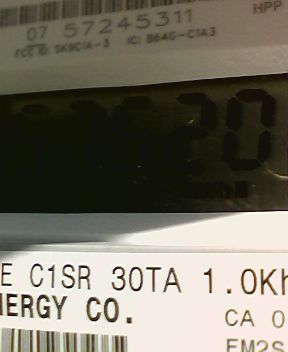 HPP
07 57245311
FCC ID: SK9C1A-3 IC: 864G-C1A3
20
E C1SR 30TA 1.0Kh
NERGY CO.
CA 0
FM2S